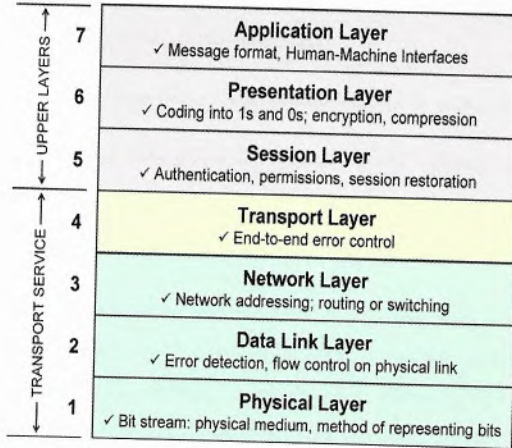 UPPER LAYERS
TRANSPORT SERVICE
7
Application Layer
✓ Message format, Human-Machine Interfaces
6
Presentation Layer
✓ Coding into 1s and 0s; encryption, compression
5
Session Layer
✓ Authentication, permissions, session restoration
4
Transport Layer
✓ End-to-end error control
3
Network Layer
✓ Network addressing; routing or switching
2
Data Link Layer
✓ Error detection, flow control on physical link
1
Physical Layer
✓ Bit stream: physical medium, method of representing bits